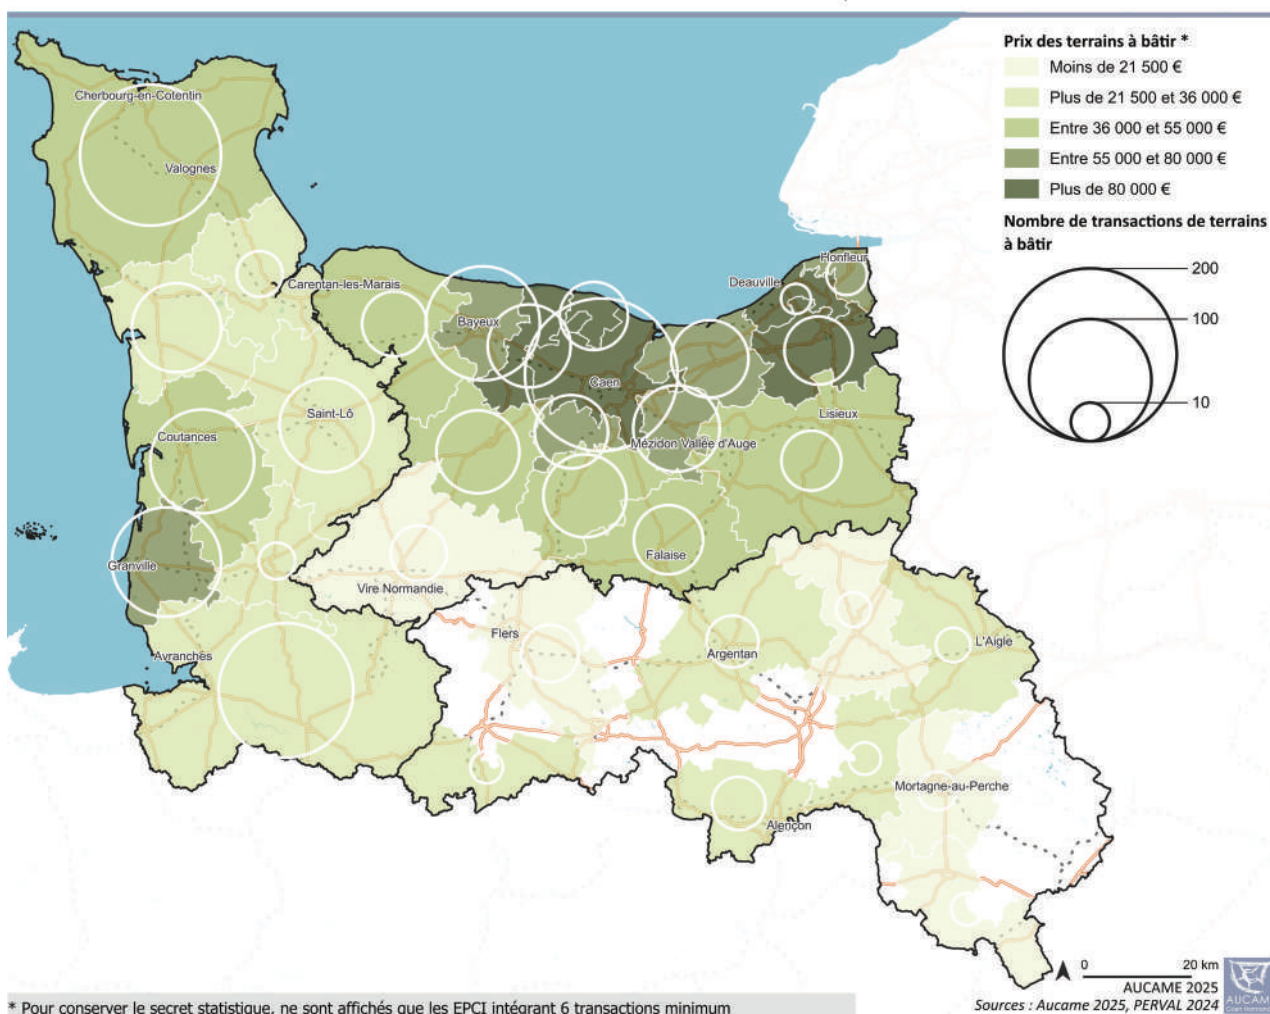 Prix des terrains à bâtir *
Moins de 21 500 €
Plus de 21 500 et 36 000 €
Entre 36 000 et 55 000 €
Entre 55 000 et 80 000 €
Plus de 80 000 €
Nombre de transactions de terrains
à bâtir
200
100
10
Cherbourg-en-Cotentin
Valognes
Honfleur
Deauville
Carentan-les-Marais
Bayeux
Caen
Saint-Lô
Lisieux
Coutances
Mézidon Vallée d'Auge
Falaise
Granville
Vire Normandie
Flers
L'Aigle
Argentan
Avranches
Mortagne-au-Perche
Alençon
0 20 km
AUCAME 2025
Sources : Aucame 2025, PERVAL 2024
AUCAME
Caen Normandie
* Pour conserver le secret statistique, ne sont affichés que les EPCI intégrant 6 transactions minimum